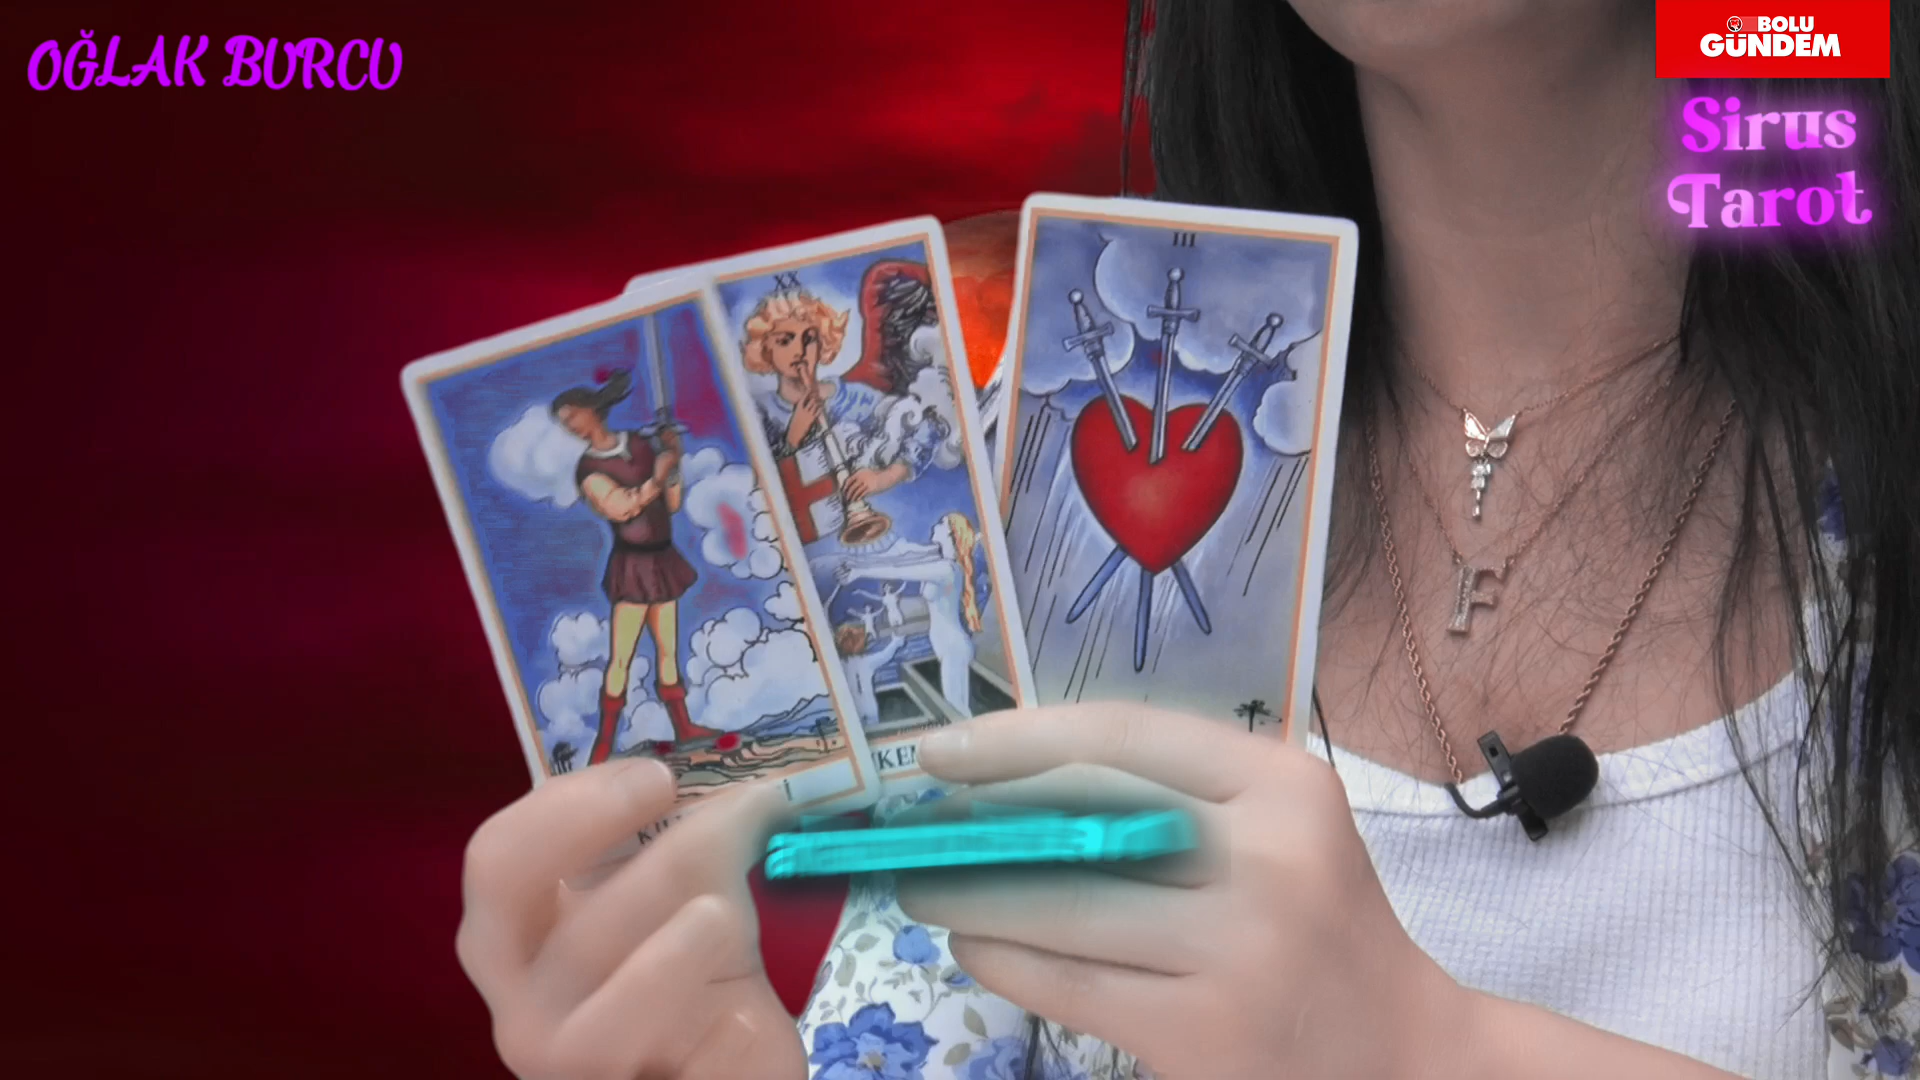 OĞLAK BURCU
BOLU
GÜNDEM
Sirus
Tarot
XX
III
F